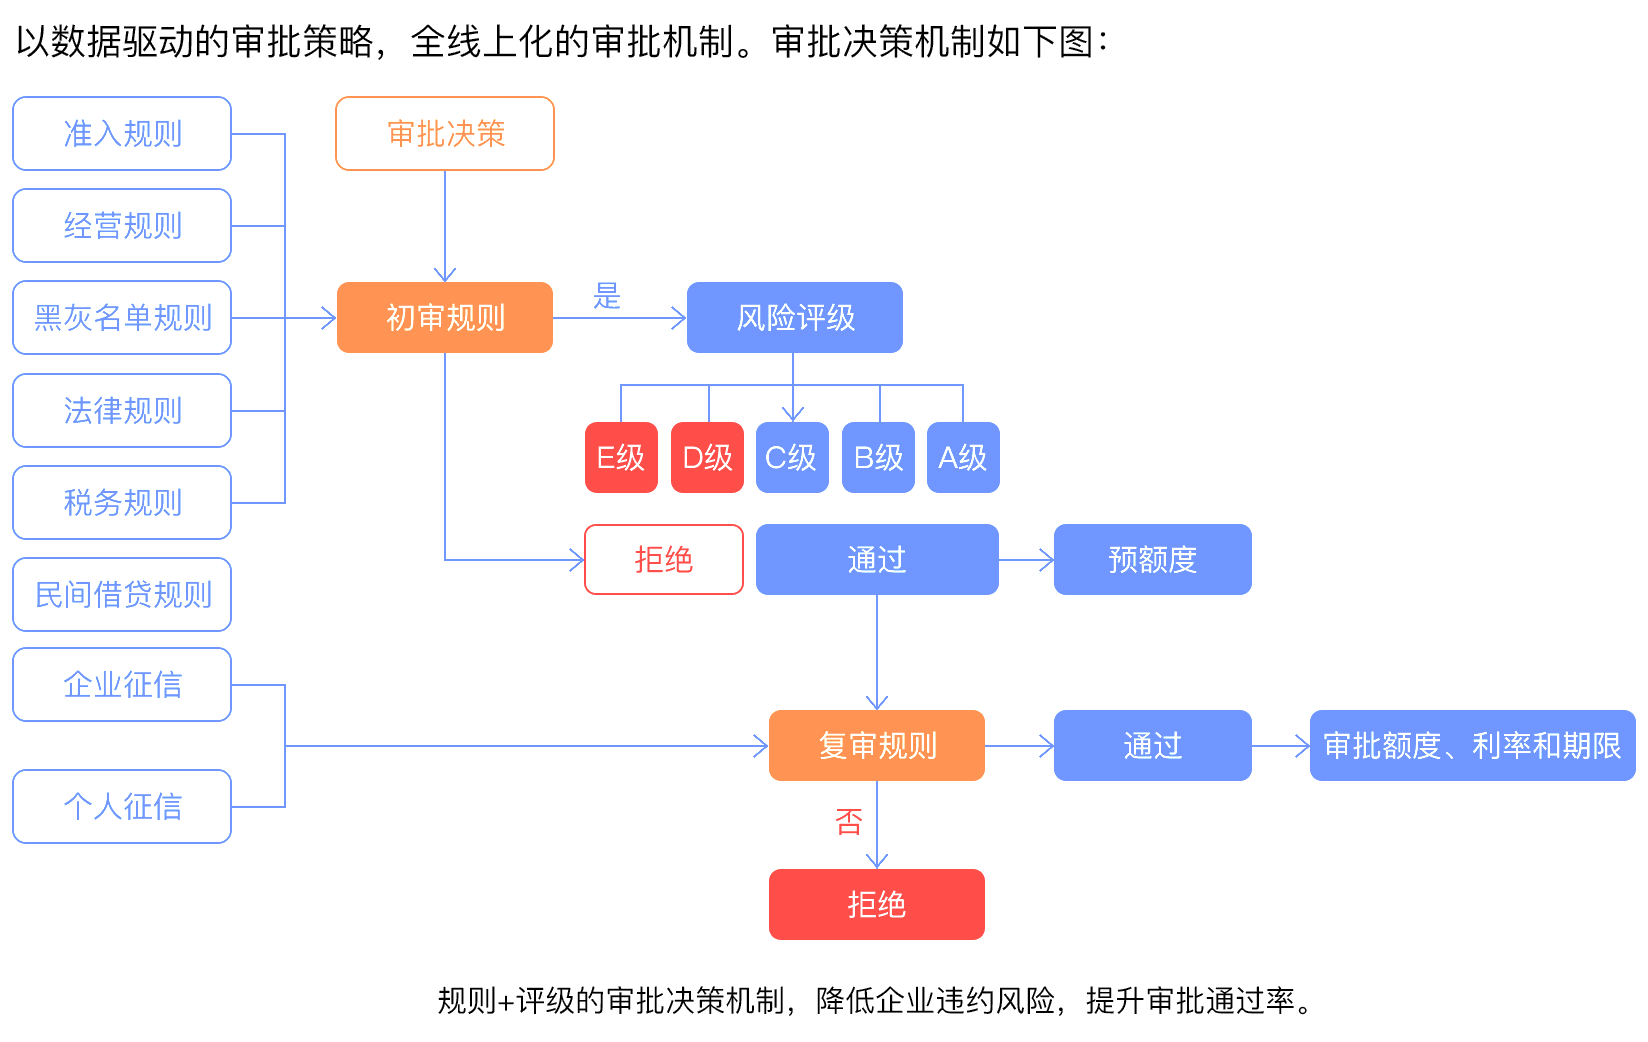 以数据驱动的审批策略，全线上化的审批机制。审批决策机制如下图：
准入规则
审批决策
经营规则
黑灰名单规则
初审规则
是
风险评级
法律规则
E级
D级
C级
B级
A级
税务规则
拒绝
通过
预额度
民间借贷规则
企业征信
复审规则
通过
审批额度、利率和期限
个人征信
否
拒绝
规则+评级的审批决策机制，降低企业违约风险，提升审批通过率。